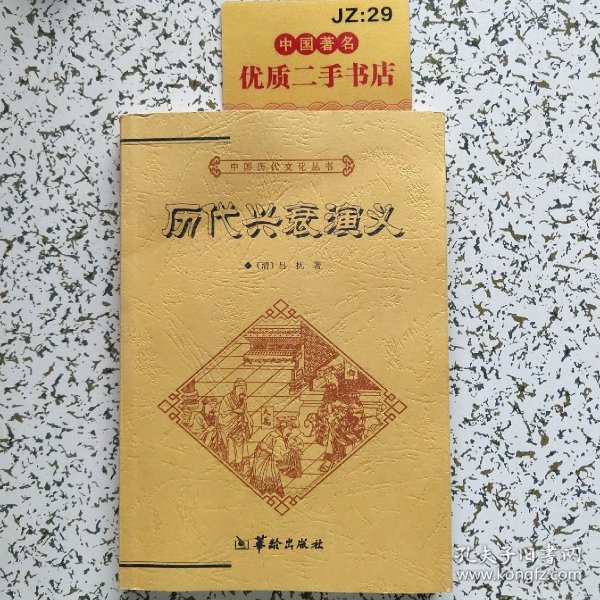 JZ:29
中国著名
优质二手书店
中国历代文化丛书
历代兴衰演义
◆〔清〕吕 抚 著
华龄出版社
孔夫子旧书网
www.kongfz.com